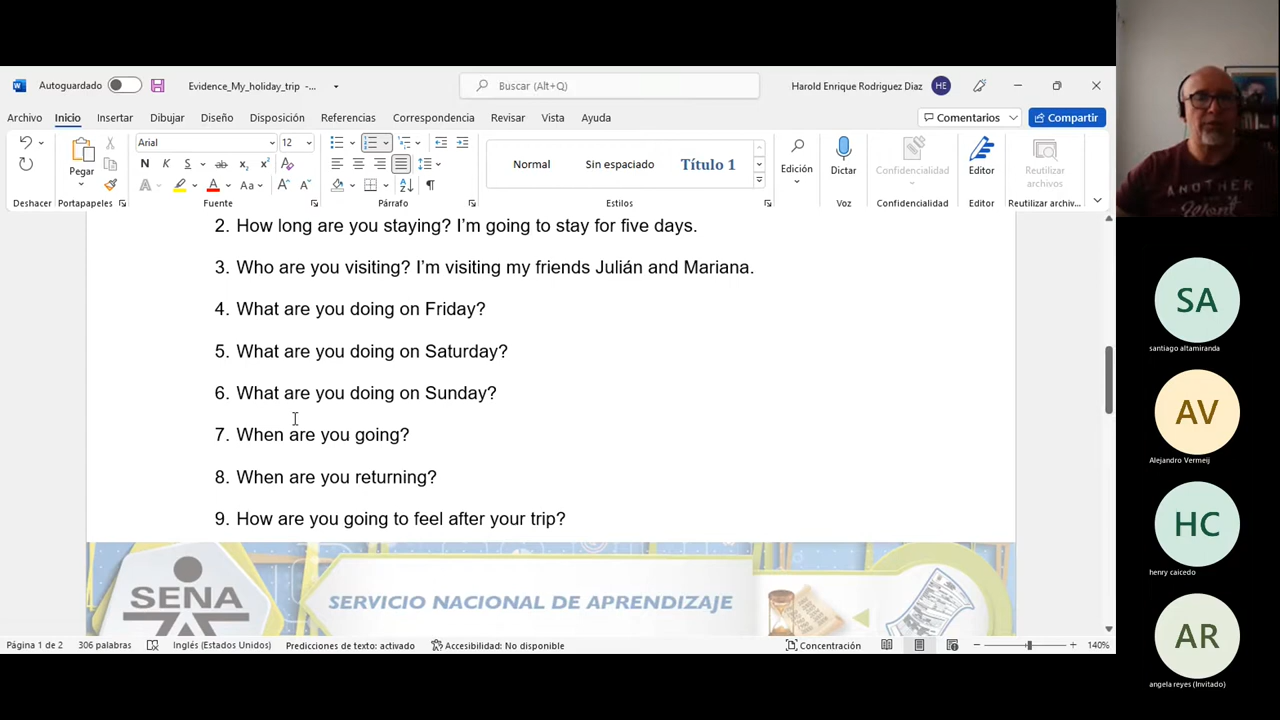 Autoguardado
Evidence_My_holiday_trip -...
Buscar (Alt+Q)
Harold Enrique Rodriguez Diaz
HE
Archivo Inicio Insertar Dibujar Diseño Disposición Referencias Correspondencia Revisar Vista Ayuda
Comentarios
Compartir
Pegar
Arial 12
N K S ab x₂ x²
A A Aa A A
Normal
Sin espaciado
Título 1
Edición
Dictar
Confidencialidad
Editor
Reutilizar archivos
Deshacer Portapapeles Fuente Párrafo Estilos Voz Confidencialidad Editor Reutilizar archiv...
2. How long are you staying? I'm going to stay for five days.
3. Who are you visiting? I'm visiting my friends Julián and Mariana.
4. What are you doing on Friday?
5. What are you doing on Saturday?
6. What are you doing on Sunday?
7. When are you going?
8. When are you returning?
9. How are you going to feel after your trip?
SENA
SERVICIO NACIONAL DE APRENDIZAJE
Página 1 de 2 306 palabras Inglés (Estados Unidos) Predicciones de texto: activado Accesibilidad: No disponible Concentración 140%
ANOTHER
Want
SA
santiago altamiranda
AV
Alejandro Vermeij
HC
henry caicedo
AR
angela reyes (Invitado)